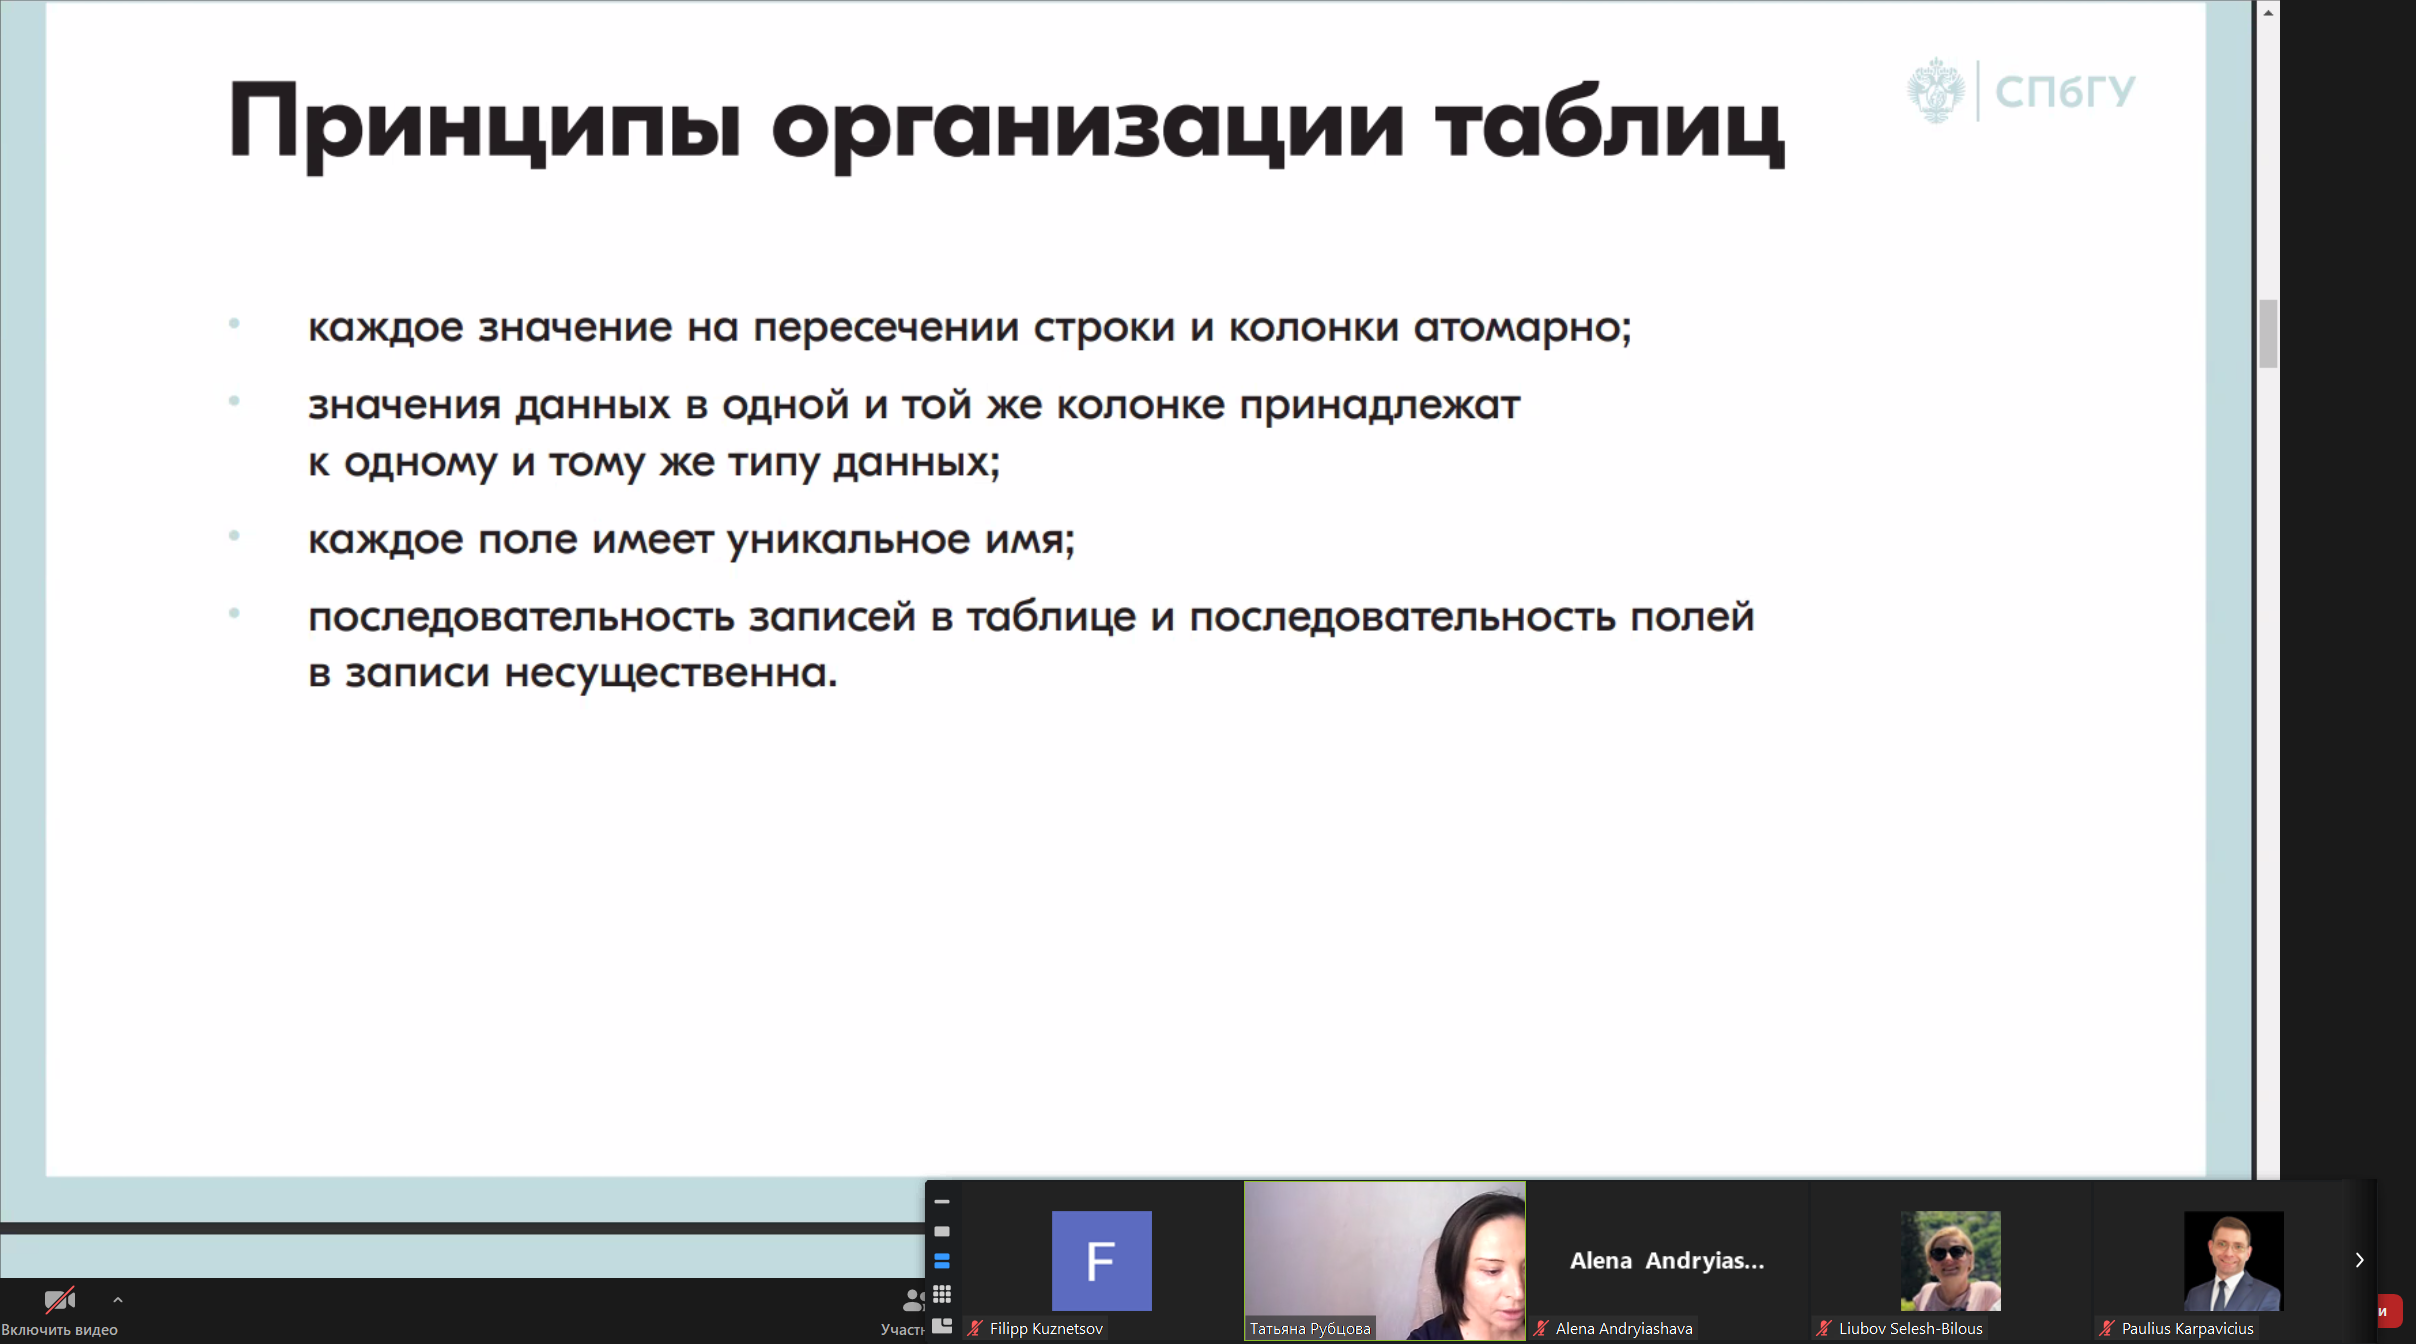 Принципы организации таблиц
СПбГУ
каждое значение на пересечении строки и колонки атомарно;
значения данных в одной и той же колонке принадлежат
к одному и тому же типу данных;
каждое поле имеет уникальное имя;
последовательность записей в таблице и последовательность полей
в записи несущественна.
F
Alena Andryias...
Включить видео
Filipp Kuznetsov
Татьяна Рубцова
Alena Andryiashava
Liubov Selesh-Bilous
Paulius Karpavicius